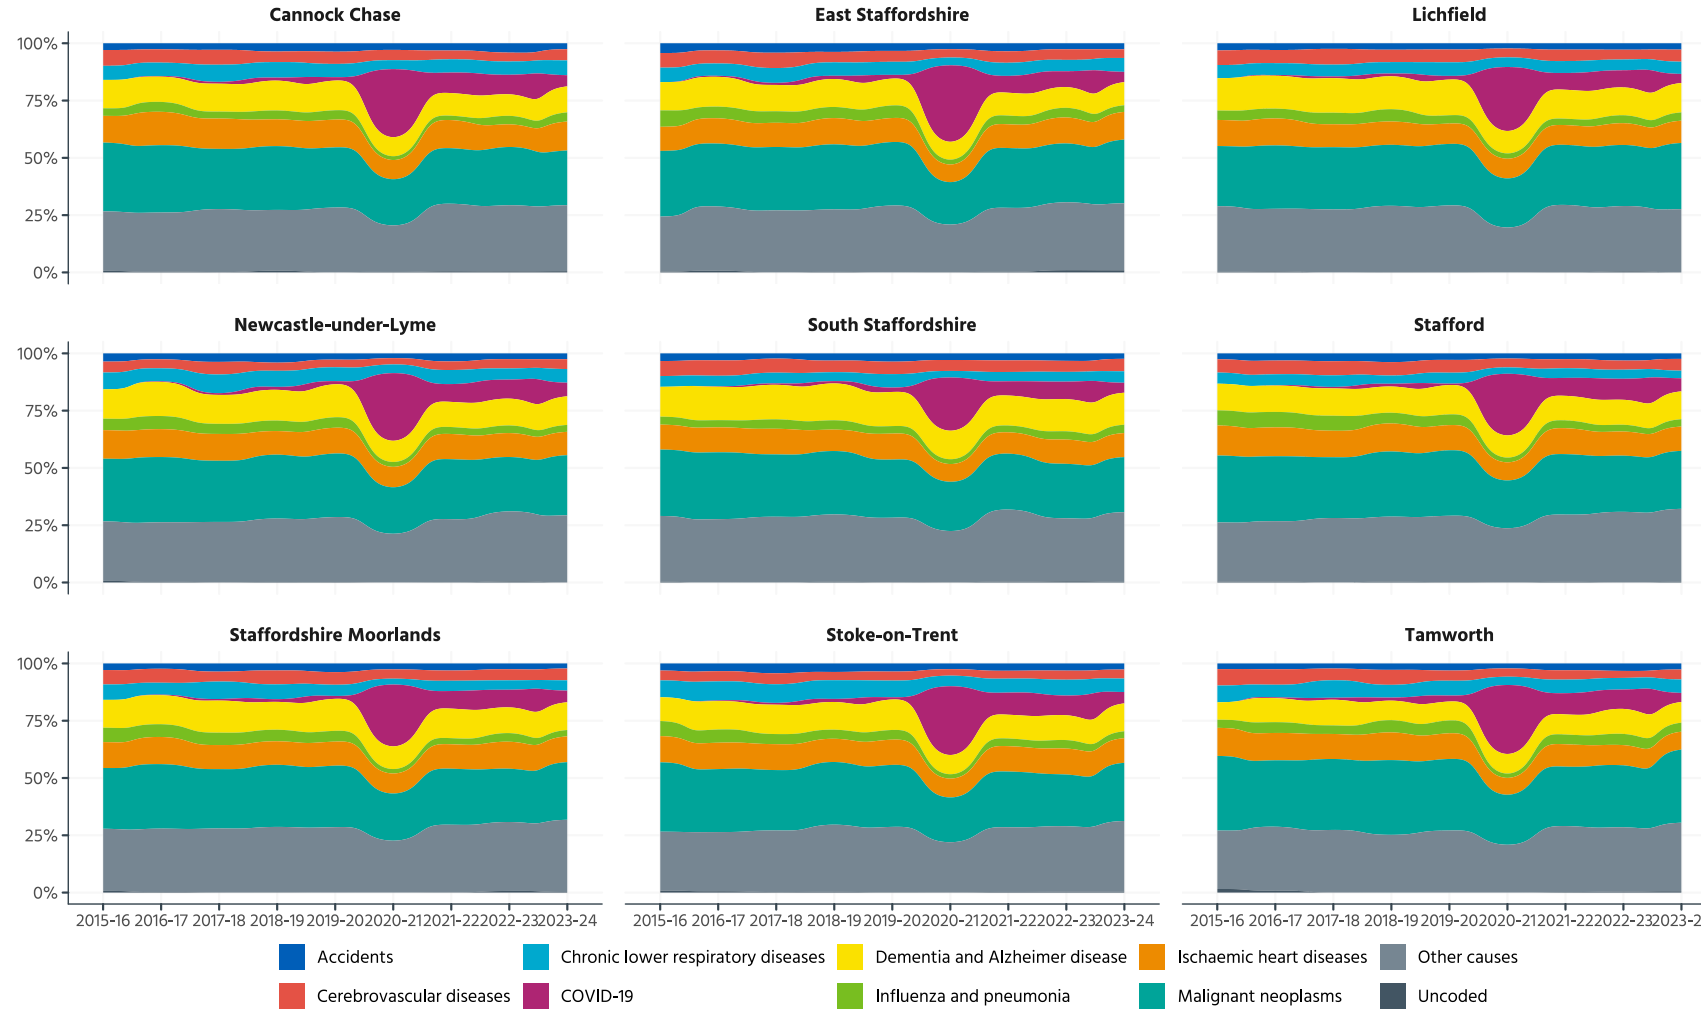 Cannock Chase East Staffordshire Lichfield
100%
75%
50%
25%
0%
Newcastle-under-Lyme South Staffordshire Stafford
100%
75%
50%
25%
0%
Staffordshire Moorlands Stoke-on-Trent Tamworth
100%
75%
50%
25%
0%
2015-16 2016-17 2017-18 2018-19 2019-20 2020-21 2021-22 2022-23 2023-24 2015-16 2016-17 2017-18 2018-19 2019-20 2020-21 2021-22 2022-23 2023-24 2015-16 2016-17 2017-18 2018-19 2019-20 2020-21 2021-22 2022-23 2023-2
Accidents Chronic lower respiratory diseases Dementia and Alzheimer disease Ischaemic heart diseases Other causes
Cerebrovascular diseases COVID-19 Influenza and pneumonia Malignant neoplasms Uncoded